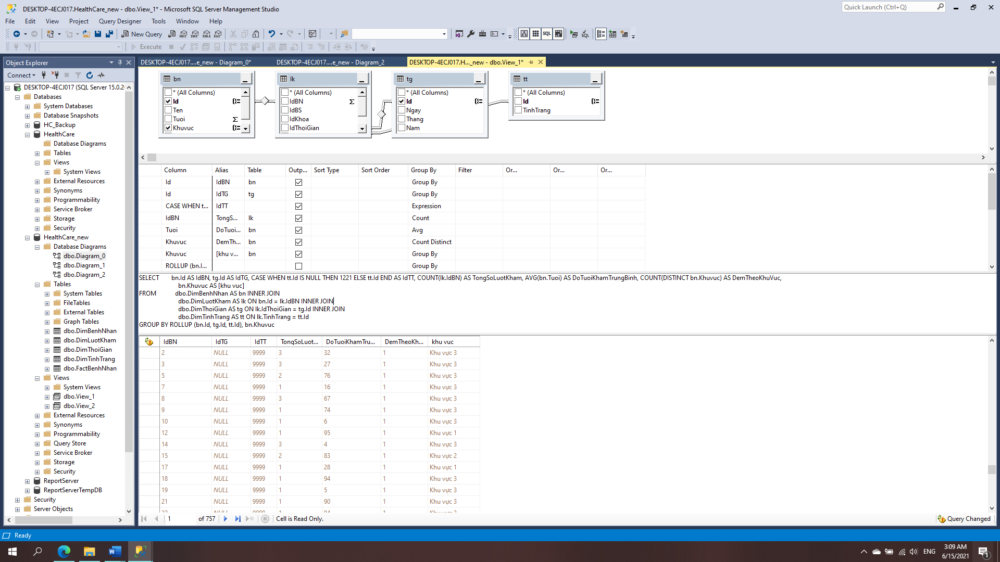 DESKTOP-4ECJ017.HealthCare_new - dbo.View_1* - Microsoft SQL Server Management Studio
Quick Launch (Ctrl+Q)
File Edit View Project Query Designer Tools Window Help
New Query
MDX DMX XMLA DAX
SQL SQL
Execute
Object Explorer
Connect
DESKTOP-4ECJ017 (SQL Server 15.0.2
Databases
System Databases
Database Snapshots
HC_Backup
HealthCare
Database Diagrams
Tables
Views
System Views
External Resources
Synonyms
Programmability
Service Broker
Storage
Security
HealthCare_new
Database Diagrams
dbo.Diagram_0
dbo.Diagram_1
dbo.Diagram_2
Tables
System Tables
FileTables
External Tables
Graph Tables
dbo.DimBenhNhan
dbo.DimLuotKham
dbo.DimThoiGian
dbo.DimTinhTrang
dbo.FactBenhNhan
Views
System Views
dbo.View_1
dbo.View_2
External Resources
Synonyms
Programmability
Query Store
Service Broker
Storage
Security
ReportServer
ReportServerTempDB
Security
Server Objects
DESKTOP-4ECJ017....e_new - Diagram_0*
DESKTOP-4ECJ017....e_new - Diagram_2
DESKTOP-4ECJ017.H..._new - dbo.View_1*
bn
* (All Columns)
Id
Ten
Tuoi Σ
Khuvuc
lk
* (All Columns)
IdBN Σ
IdBS
IdKhoa
IdThoiGian
tg
* (All Columns)
Id
Ngay
Thang
Nam
tt
* (All Columns)
Id
TinhTrang
Column Alias Table Outp... Sort Type Sort Order Group By Filter Or... Or... Or...
Id IdBN bn Group By
Id IdTG tg Group By
CASE WHEN t... IdTT Expression
IdBN TongS... lk Count
Tuoi DoTuoi... bn Avg
Khuvuc DemTh... bn Count Distinct
Khuvuc [khu v... bn Group By
ROLLUP (bn.I... Group By
SELECT bn.Id AS IdBN, tg.Id AS IdTG, CASE WHEN tt.Id IS NULL THEN 1221 ELSE tt.Id END AS IdTT, COUNT(lk.IdBN) AS TongSoLuotKham, AVG(bn.Tuoi) AS DoTuoiKhamTrungBinh, COUNT(DISTINCT bn.Khuvuc) AS DemTheoKhuVuc,
bn.Khuvuc AS [khu vuc]
FROM dbo.DimBenhNhan AS bn INNER JOIN
dbo.DimLuotKham AS lk ON bn.Id = lk.IdBN INNER JOIN
dbo.DimThoiGian AS tg ON lk.IdThoiGian = tg.Id INNER JOIN
dbo.DimTinhTrang AS tt ON lk.TinhTrang = tt.Id
GROUP BY ROLLUP (bn.Id, tg.Id, tt.Id), bn.Khuvuc
IdBN IdTG IdTT TongSoLuot... DoTuoiKhamTru... DemTheoKh... khu vuc
2 NULL 9999 3 32 1 Khu vực 3
3 NULL 9999 3 27 1 Khu vực 3
5 NULL 9999 2 76 1 Khu vực 3
7 NULL 9999 1 16 1 Khu vực 3
8 NULL 9999 3 67 1 Khu vực 3
9 NULL 9999 1 74 1 Khu vực 3
10 NULL 9999 1 6 1 Khu vực 3
12 NULL 9999 1 95 1 Khu vực 1
14 NULL 9999 3 4 1 Khu vực 3
15 NULL 9999 2 83 1 Khu vực 2
17 NULL 9999 1 28 1 Khu vực 1
18 NULL 9999 1 94 1 Khu vực 3
19 NULL 9999 1 5 1 Khu vực 3
21 NULL 9999 1 90 1 Khu vực 3
1 of 757 Cell is Read Only.
Query Changed
Ready
ENG
3:09 AM
6/15/2021
1